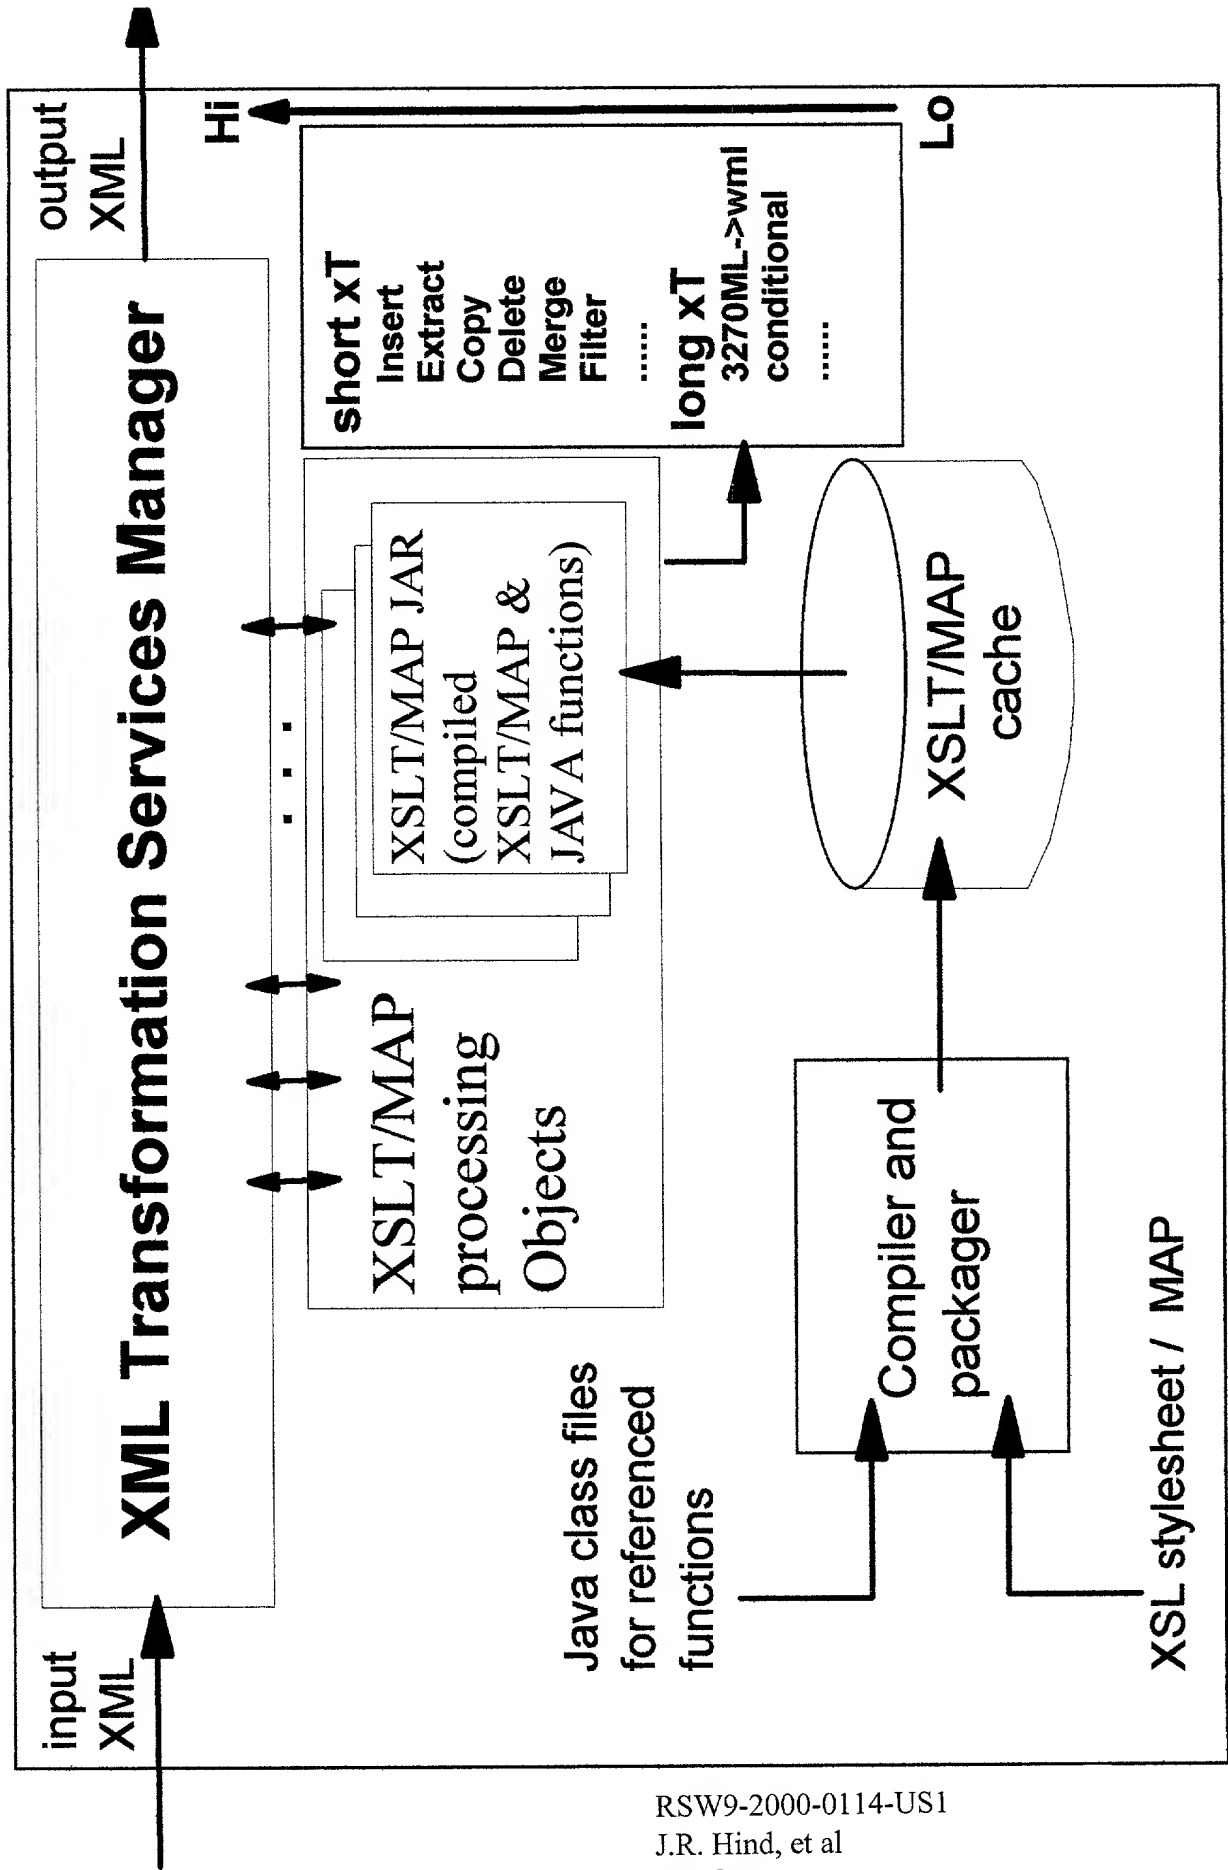 input
XML
output
XML
XML Transformation Services Manager
Hi
. . .
XSLT/MAP
processing
Objects
XSLT/MAP JAR
(compiled
XSLT/MAP &
JAVA functions)
short xT
Insert
Extract
Copy
Delete
Merge
Filter
......
long xT
3270ML->wml
conditional
......
Lo
Java class files
for referenced
functions
Compiler and
packager
XSLT/MAP
cache
XSL stylesheet / MAP
RSW9-2000-0114-US1
J.R. Hind, et al